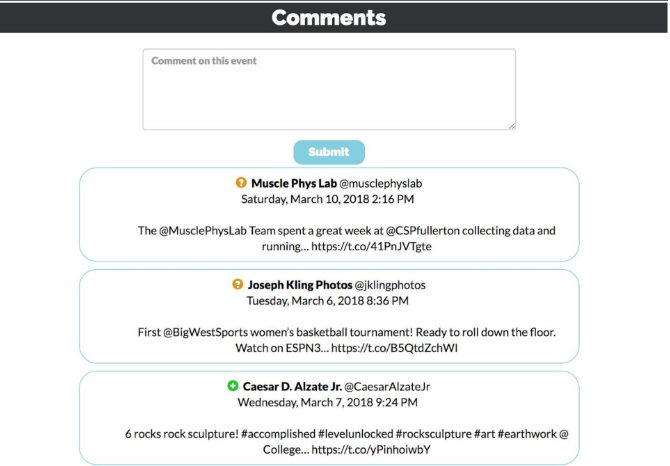 Comments
Comment on this event
Submit
Muscle Phys Lab @musclephyslab
Saturday, March 10, 2018 2:16 PM
The @MusclePhysLab Team spent a great week at @CSPfullerton collecting data and
running... https://t.co/41PnJVTgte
Joseph Kling Photos @jklingphotos
Tuesday, March 6, 2018 8:36 PM
First @BigWestSports women's basketball tournament! Ready to roll down the floor.
Watch on ESPN3... https://t.co/B5QtdZchWI
Caesar D. Alzate Jr. @CaesarAlzateJr
Wednesday, March 7, 2018 9:24 PM
6 rocks rock sculpture! #accomplished #levelunlocked #rocksculpture #art #earthwork @
College... https://t.co/yPinhoiwbY